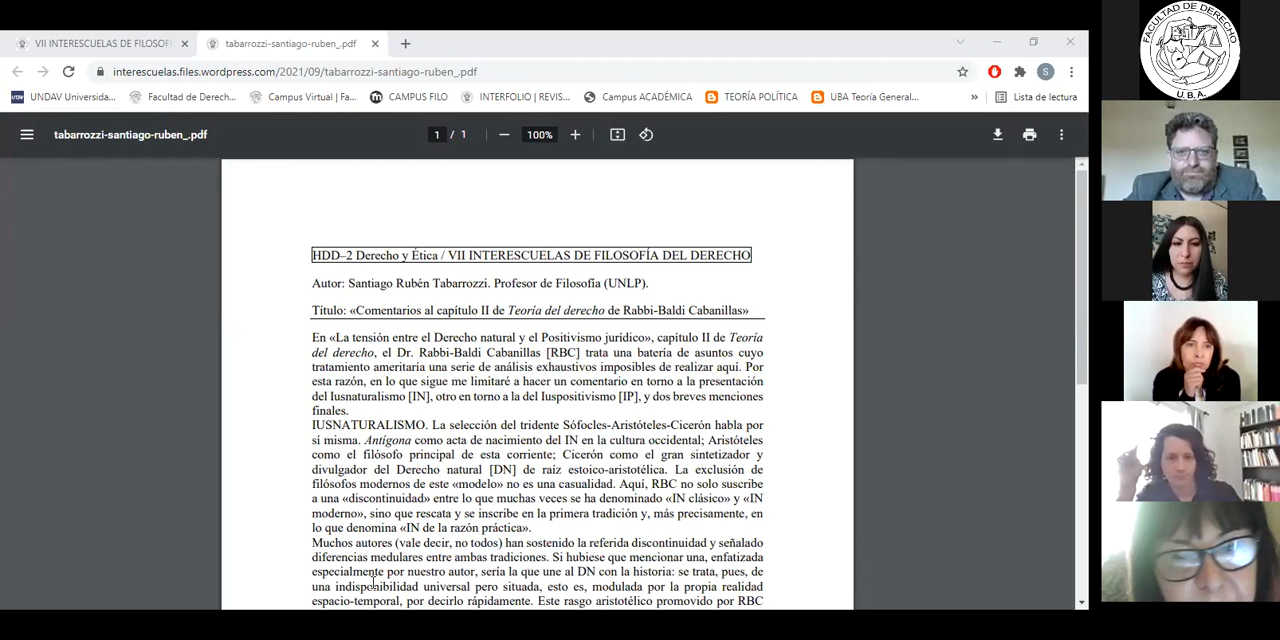 VII INTERESCUELAS DE FILOSOF
tabarrozzi-santiago-ruben_.pdf
interescuelas.files.wordpress.com/2021/09/tabarrozzi-santiago-ruben_.pdf
S
UNDAV Universida...
Facultad de Derech...
Campus Virtual | Fa...
CAMPUS FILO
INTERFOLIO | REVIS...
Campus ACADÉMICA
TEORÍA POLÍTICA
UBA Teoría General...
»
Lista de lectura
tabarrozzi-santiago-ruben_.pdf
1 / 1
100%
HDD–2 Derecho y Ética / VII INTERESCUELAS DE FILOSOFÍA DEL DERECHO
Autor: Santiago Rubén Tabarrozzi. Profesor de Filosofía (UNLP).
Título: «Comentarios al capítulo II de Teoría del derecho de Rabbi-Baldi Cabanillas»
En «La tensión entre el Derecho natural y el Positivismo jurídico», capítulo II de Teoría
del derecho, el Dr. Rabbi-Baldi Cabanillas [RBC] trata una batería de asuntos cuyo
tratamiento ameritaría una serie de análisis exhaustivos imposibles de realizar aquí. Por
esta razón, en lo que sigue me limitaré a hacer un comentario en torno a la presentación
del Iusnaturalismo [IN], otro en torno a la del Iuspositivismo [IP], y dos breves menciones
finales.
IUSNATURALISMO. La selección del tridente Sófocles-Aristóteles-Cicerón habla por
sí misma. Antígona como acta de nacimiento del IN en la cultura occidental; Aristóteles
como el filósofo principal de esta corriente; Cicerón como el gran sintetizador y
divulgador del Derecho natural [DN] de raíz estoico-aristotélica. La exclusión de
filósofos modernos de este «modelo» no es una casualidad. Aquí, RBC no solo suscribe
a una «discontinuidad» entre lo que muchas veces se ha denominado «IN clásico» y «IN
moderno», sino que rescata y se inscribe en la primera tradición y, más precisamente, en
lo que denomina «IN de la razón práctica».
Muchos autores (vale decir, no todos) han sostenido la referida discontinuidad y señalado
diferencias medulares entre ambas tradiciones. Si hubiese que mencionar una, enfatizada
especialmente por nuestro autor, sería la que une al DN con la historia: se trata, pues, de
una indisponibilidad universal pero situada, esto es, modulada por la propia realidad
espacio-temporal, por decirlo rápidamente. Este rasgo aristotélico promovido por RBC
FACULTAD DE DERECHO
U.B.A.